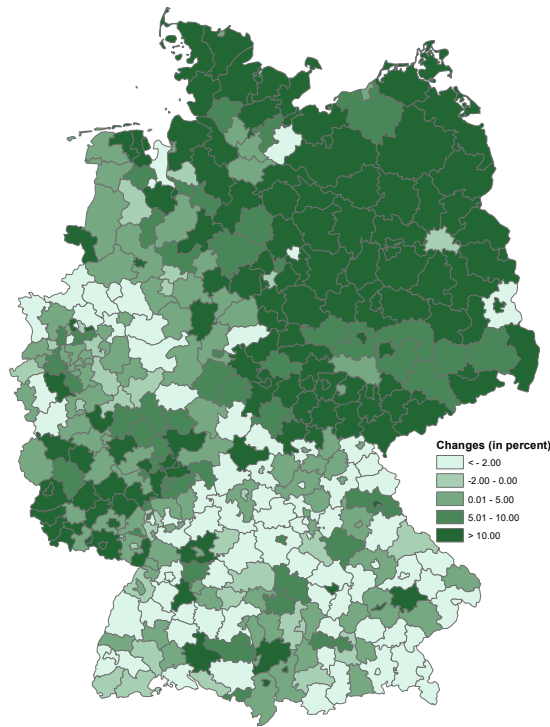 Changes (in percent)
< - 2.00
-2.00 - 0.00
0.01 - 5.00
5.01 - 10.00
> 10.00